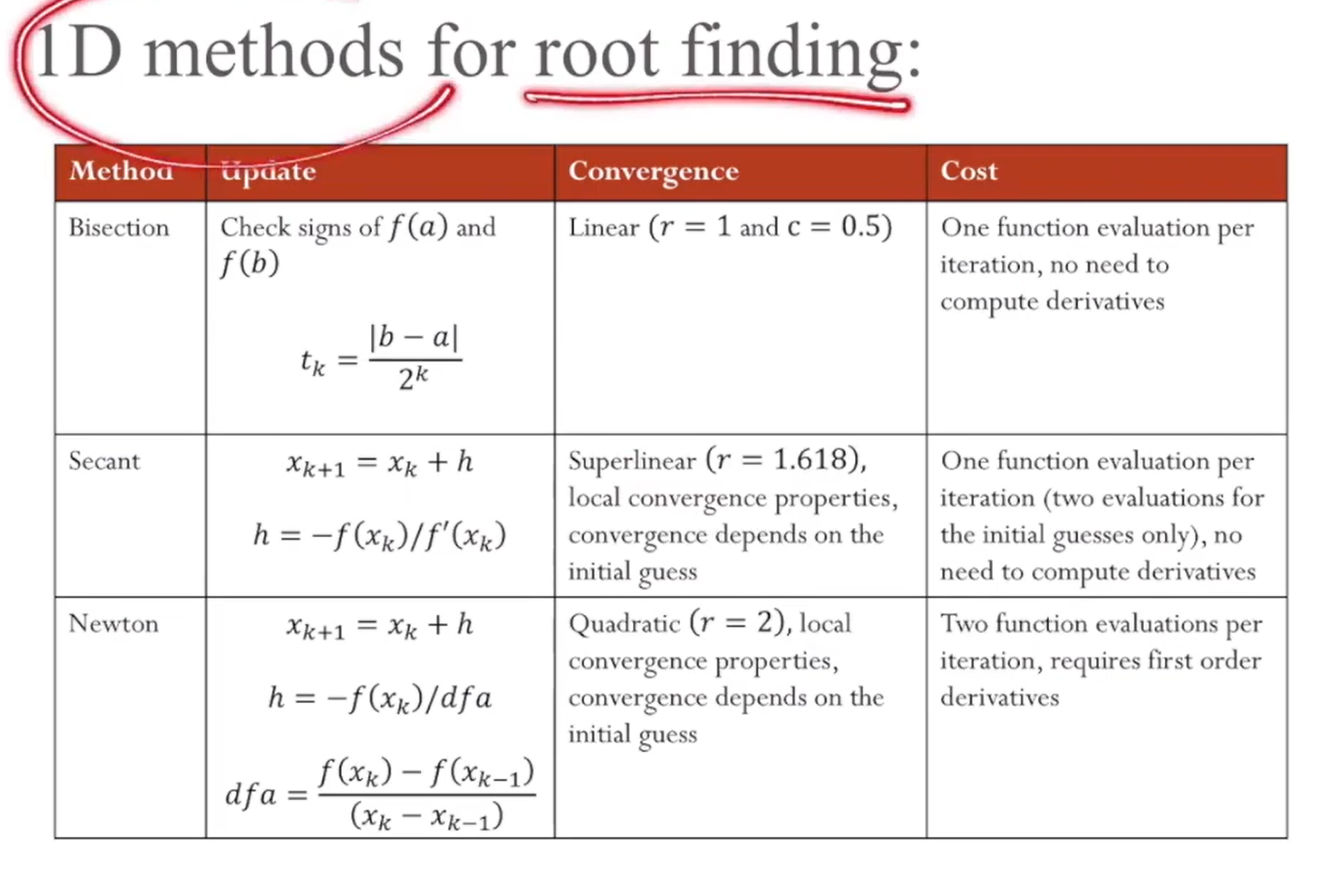 1D methods for root finding:
Method Update Convergence Cost
Bisection
Check signs of f(a) and
f(b)
t_k = |b − a| / 2^k
Linear (r = 1 and c = 0.5)
One function evaluation per
iteration, no need to
compute derivatives
Secant
x_{k+1} = x_k + h
h = −f(x_k)/f′(x_k)
Superlinear (r = 1.618),
local convergence properties,
convergence depends on the
initial guess
One function evaluation per
iteration (two evaluations for
the initial guesses only), no
need to compute derivatives
Newton
x_{k+1} = x_k + h
h = −f(x_k)/dfa
dfa = f(x_k) − f(x_{k−1}) / (x_k − x_{k−1})
Quadratic (r = 2), local
convergence properties,
convergence depends on the
initial guess
Two function evaluations per
iteration, requires first order
derivatives